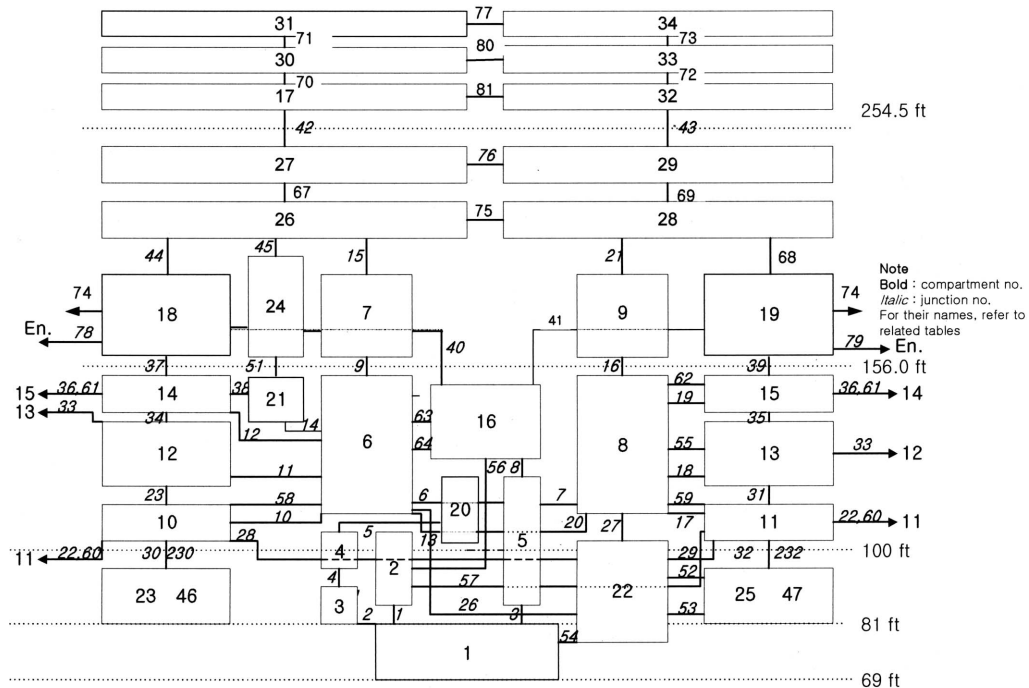 77
31 34
71 73
80
30 33
70 72
17 81 32
254.5 ft
42 43
27 76 29
67 69
26 75 28
44 45 15 21 68
Note
Bold : compartment no.
Italic : junction no.
For their names, refer to
related tables
74 18 24 7 9 19 74
En. 78 41 79 En.
40
156.0 ft
37 51 9 16 39
15 36,61 14 38 21 62 15 36,61 14
13 33 19
34 12 14 63 35
6 16 8
12 64 55 13 33 12
11 56 8 18
23 58 6 7 59 31
10 10 20 5 20 17 11 22,60 11
28 5 13 27
11 22,60 30 230 4 2 29 32 232 100 ft
4 57 22 52
23 46 3 26 25 47
2 1 3 53
81 ft
54
1
69 ft